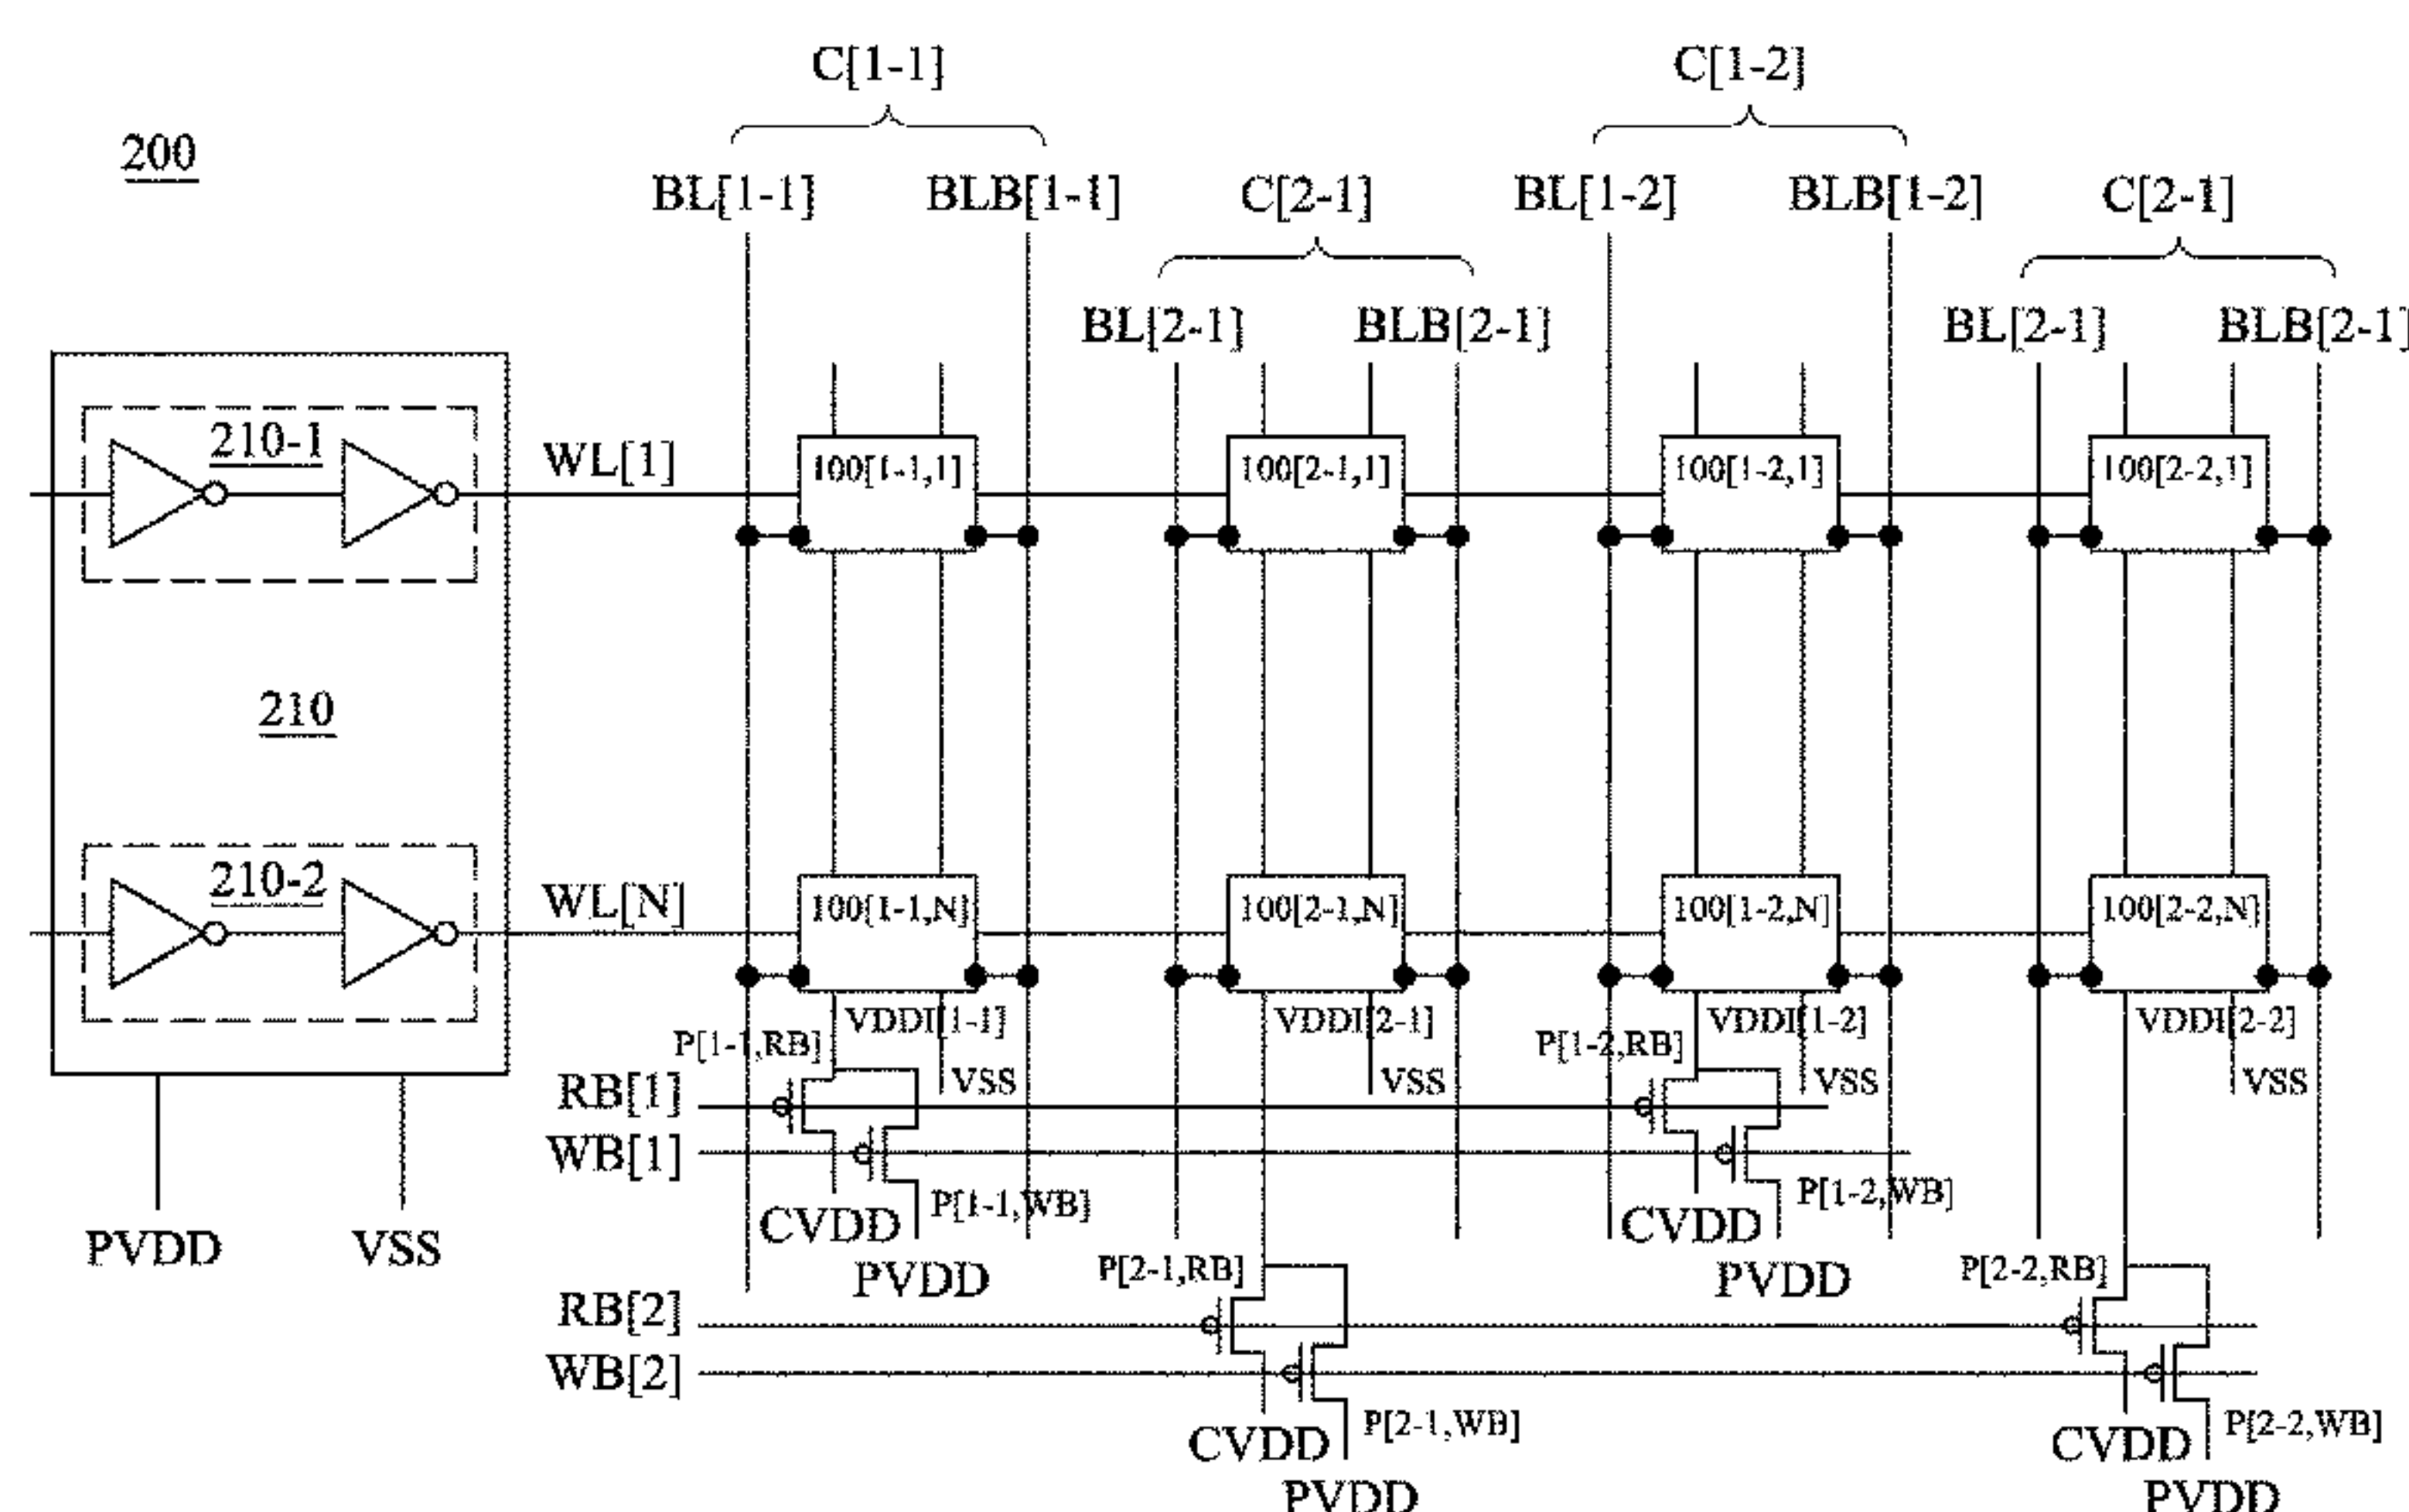 C[1-1] C[1-2]
200
BL[1-1] BLB[1-1] C[2-1] BL[1-2] BLB[1-2] C[2-1]
BL[2-1] BLB[2-1] BL[2-1] BLB[2-1]
210-1 WL[1] 100[1-1,1] 100[2-1,1] 100[1-2,1] 100[2-2,1]
210
210-2 WL[N] 100[1-1,N] 100[2-1,N] 100[1-2,N] 100[2-2,N]
VDDI[1-1] VDDI[2-1] VDDI[1-2] VDDI[2-2]
P[1-1,RB] P[1-2,RB]
RB[1] VSS VSS VSS VSS
WB[1]
P[1-1,WB] P[1-2,WB]
PVDD VSS CVDD CVDD
PVDD PVDD
P[2-1,RB] P[2-2,RB]
RB[2]
WB[2]
CVDD P[2-1,WB] CVDD P[2-2,WB]
PVDD PVDD